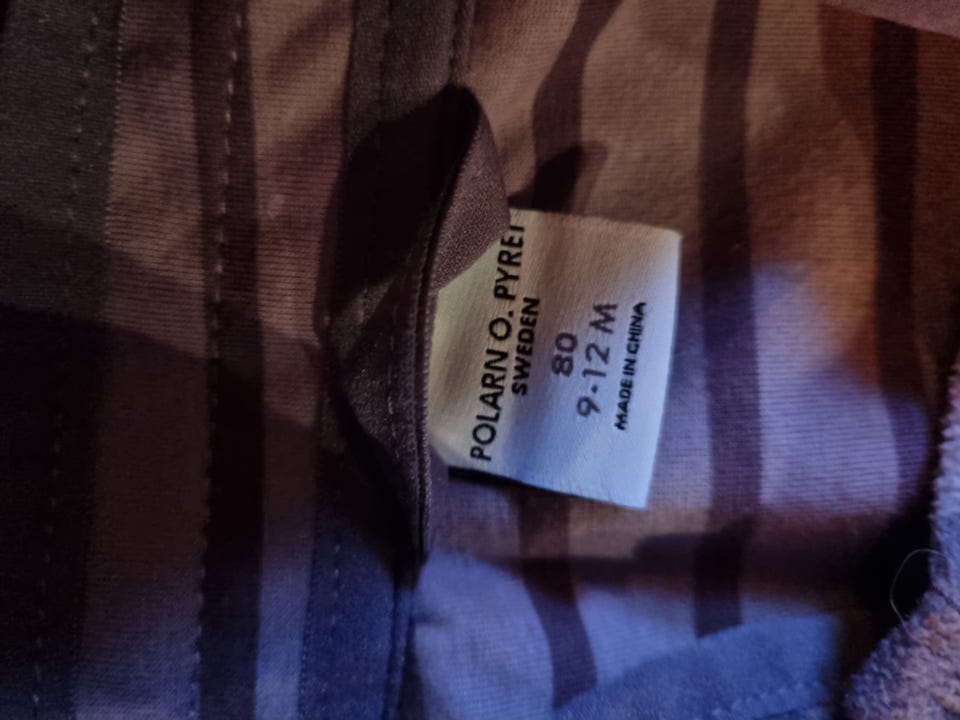 POLARN O. PYRET
SWEDEN
80
9-12 M
MADE IN CHINA